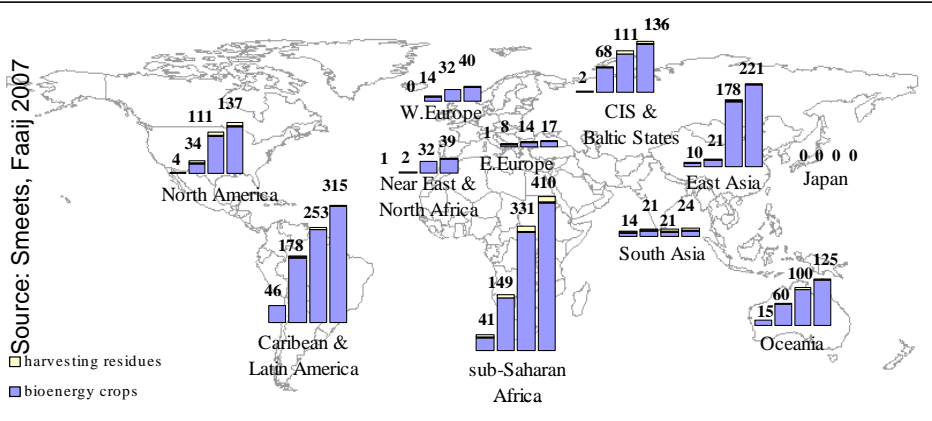 Source: Smeets, Faaij 2007
0 14 32 40
W.Europe
2 68 111 136
CIS &
Baltic States
10 21 178 221
East Asia
0 0 0 0
Japan
4 34 111 137
North America
1 2 32 39
Near East &
North Africa
1 8 14 17
E.Europe
14 21 21 24
South Asia
46 178 253 315
Caribean &
Latin America
41 149 331 410
sub-Saharan
Africa
15 60 100 125
Oceania
harvesting residues
bioenergy crops